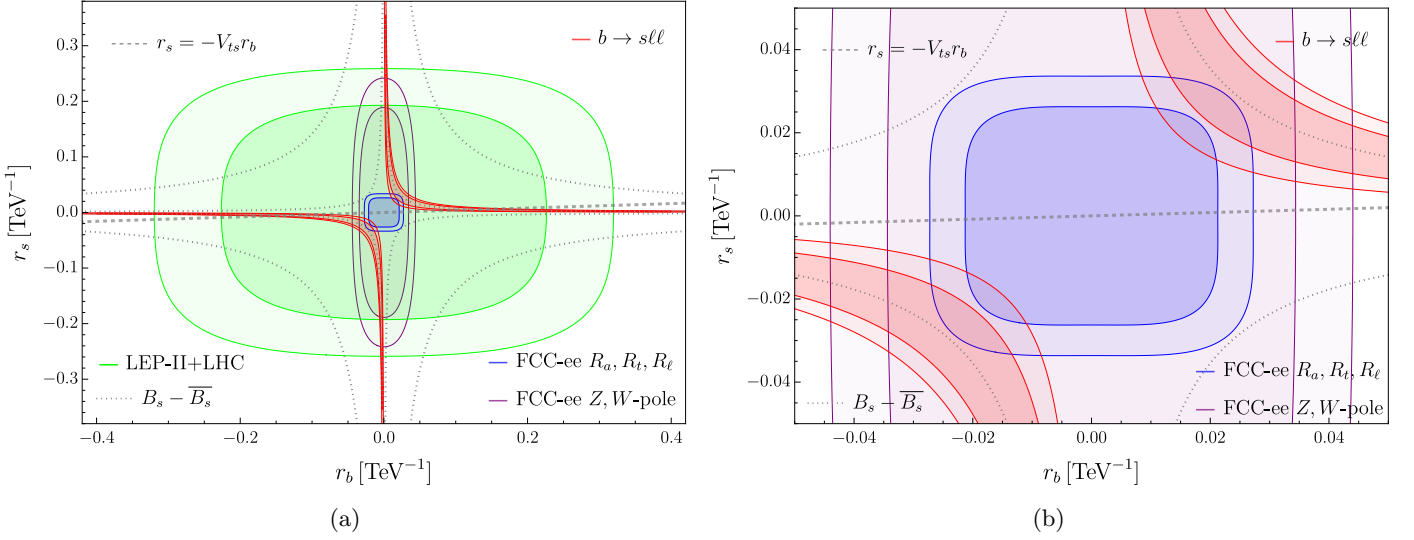 r_s = −V_{ts} r_b
b → sℓℓ
LEP-II+LHC
B_s − \overline{B_s}
FCC-ee R_a, R_t, R_ℓ
FCC-ee Z, W-pole
0.3
0.2
0.1
0.0
−0.1
−0.2
−0.3
r_s [TeV⁻¹]
−0.4 −0.2 0.0 0.2 0.4
r_b [TeV⁻¹]
(a)
r_s = −V_{ts} r_b
b → sℓℓ
B_s − \overline{B_s}
FCC-ee R_a, R_t, R_ℓ
FCC-ee Z, W-pole
0.04
0.02
0.00
−0.02
−0.04
r_s [TeV⁻¹]
−0.04 −0.02 0.00 0.02 0.04
r_b [TeV⁻¹]
(b)